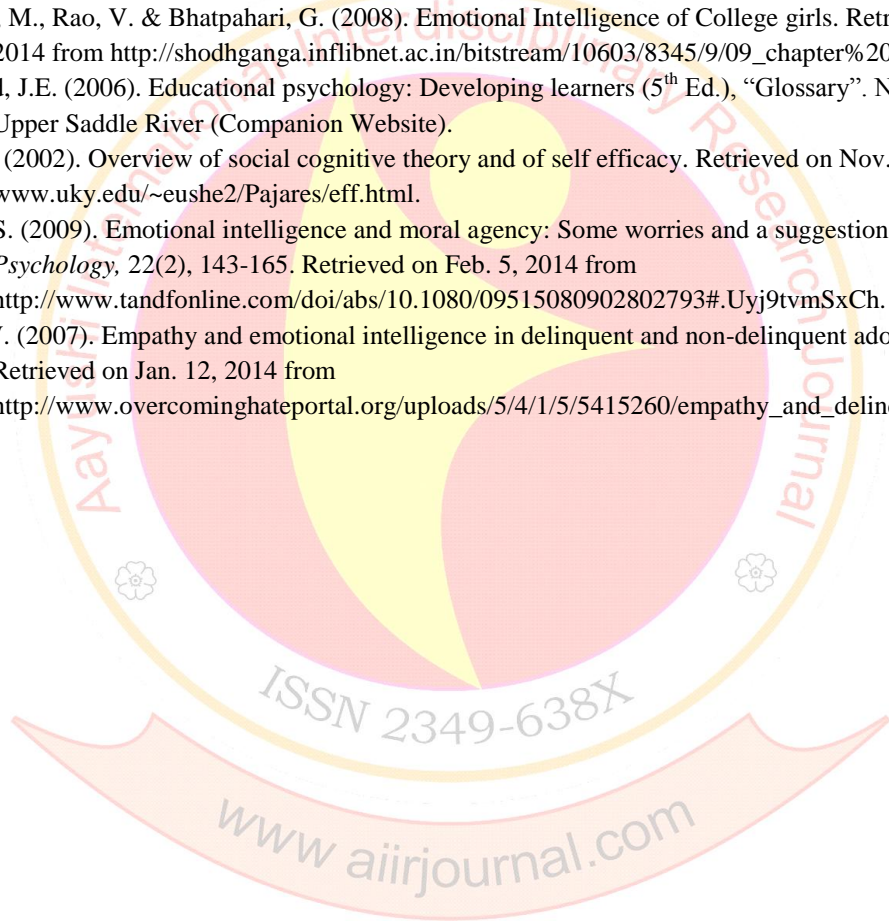 , M., Rao, V. & Bhatpahari, G. (2008). Emotional Intelligence of College girls. Retr
2014 from http://shodhganga.inflibnet.ac.in/bitstream/10603/8345/9/09_chapter%20
d, J.E. (2006). Educational psychology: Developing learners (5th Ed.), “Glossary”. N
Upper Saddle River (Companion Website).
(2002). Overview of social cognitive theory and of self efficacy. Retrieved on Nov.
www.uky.edu/~eushe2/Pajares/eff.html.
S. (2009). Emotional intelligence and moral agency: Some worries and a suggestion
Psychology, 22(2), 143-165. Retrieved on Feb. 5, 2014 from
http://www.tandfonline.com/doi/abs/10.1080/09515080902802793#.Uyj9tvmSxCh.
(2007). Empathy and emotional intelligence in delinquent and non-delinquent ado
Retrieved on Jan. 12, 2014 from
http://www.overcominghateportal.org/uploads/5/4/1/5/5415260/empathy_and_delin
Aayushi International Interdisciplinary Research Journal
ISSN 2349-638X
www aiirjournal.com